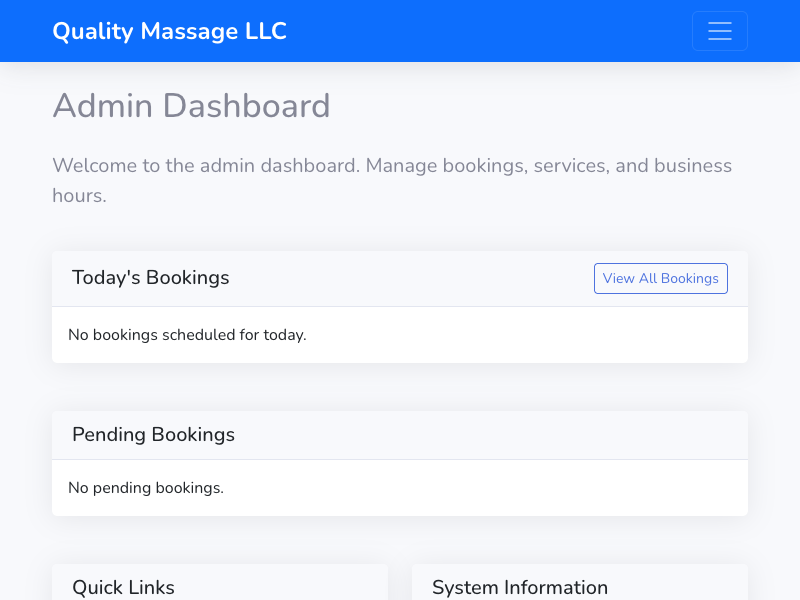 Quality Massage LLC
Admin Dashboard
Welcome to the admin dashboard. Manage bookings, services, and business
hours.
Today's Bookings
View All Bookings
No bookings scheduled for today.
Pending Bookings
No pending bookings.
Quick Links
System Information